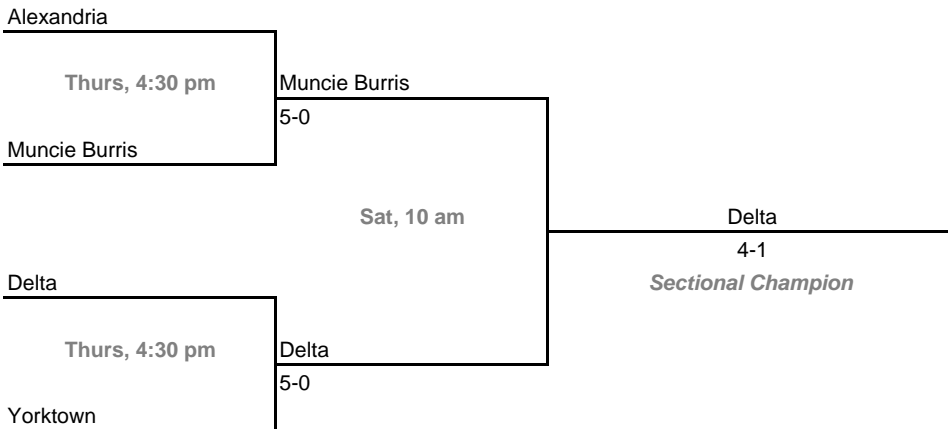 Alexandria
Thurs, 4:30 pm
Muncie Burris
5-0
Muncie Burris
Sat, 10 am
Delta
4-1
Sectional Champion
Delta
Thurs, 4:30 pm
Delta
5-0
Yorktown